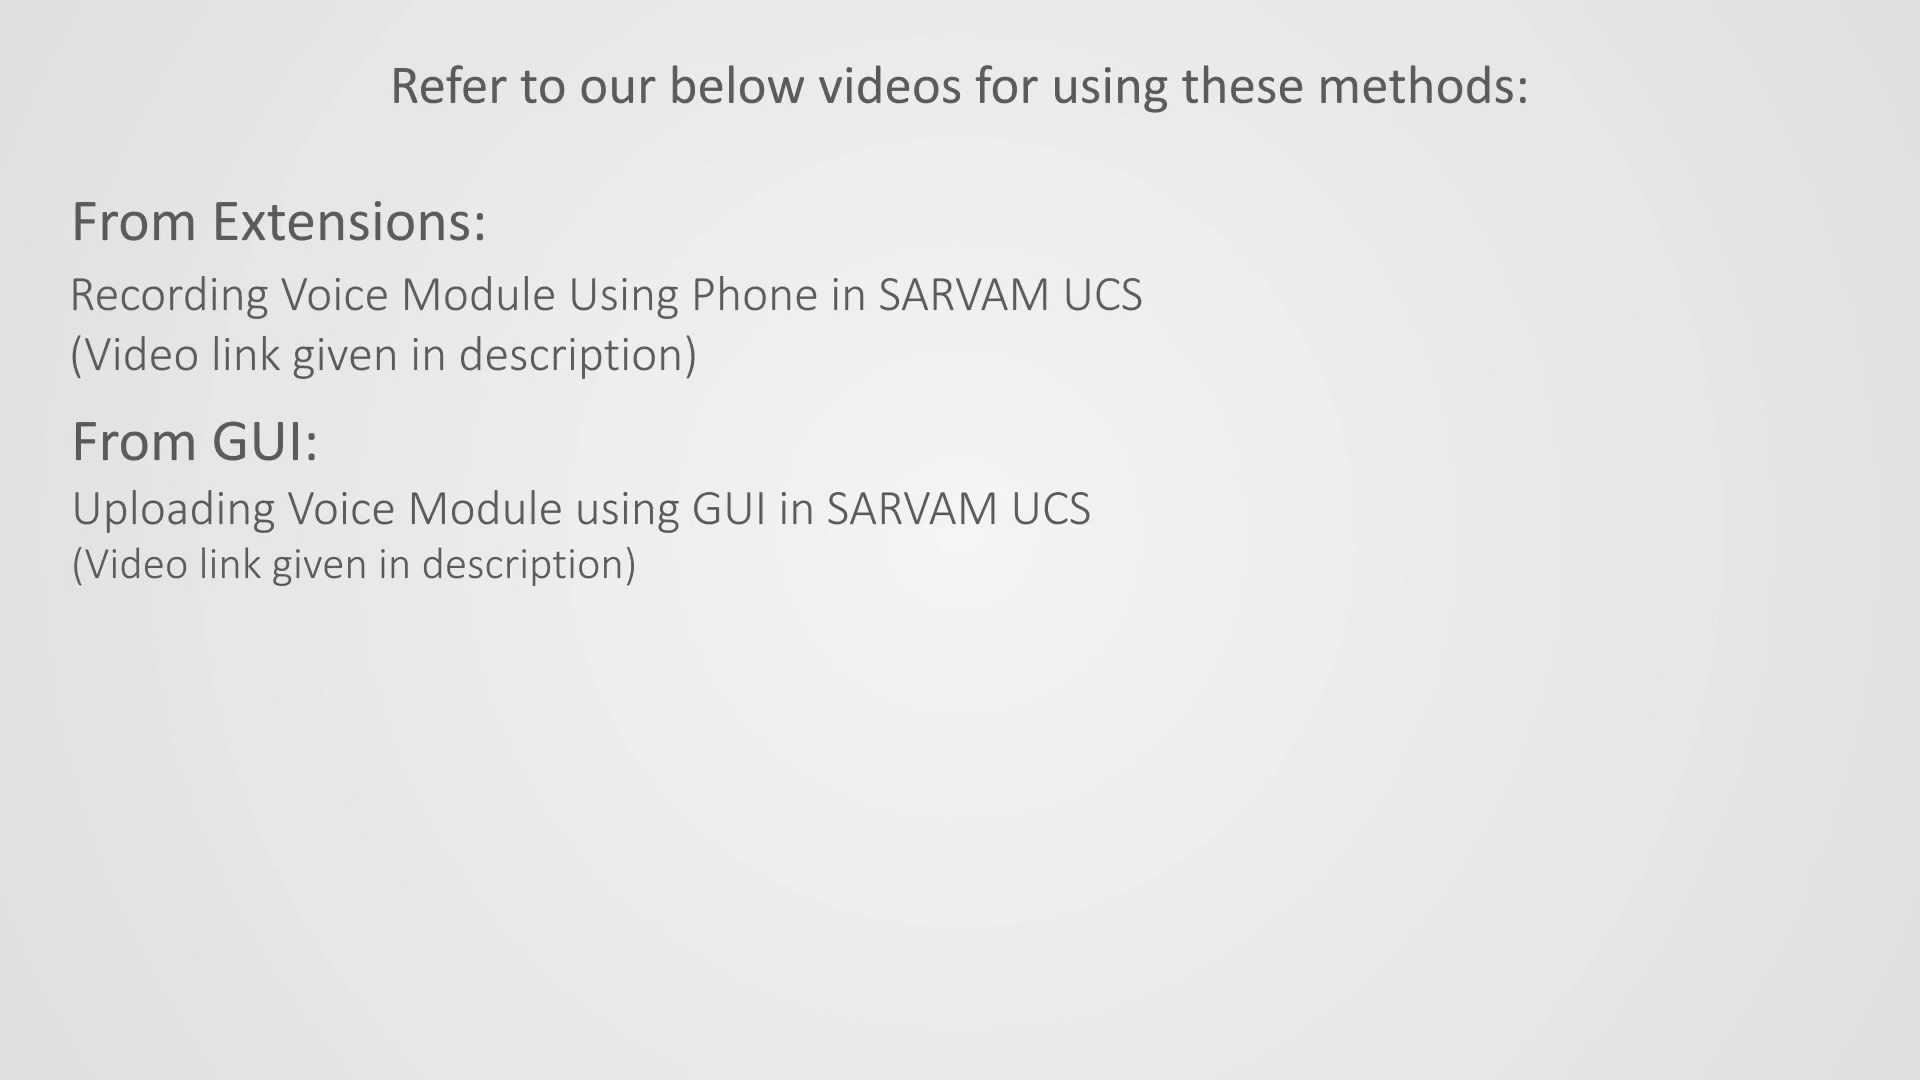 Refer to our below videos for using these methods:
From Extensions:
Recording Voice Module Using Phone in SARVAM UCS
(Video link given in description)
From GUI:
Uploading Voice Module using GUI in SARVAM UCS
(Video link given in description)